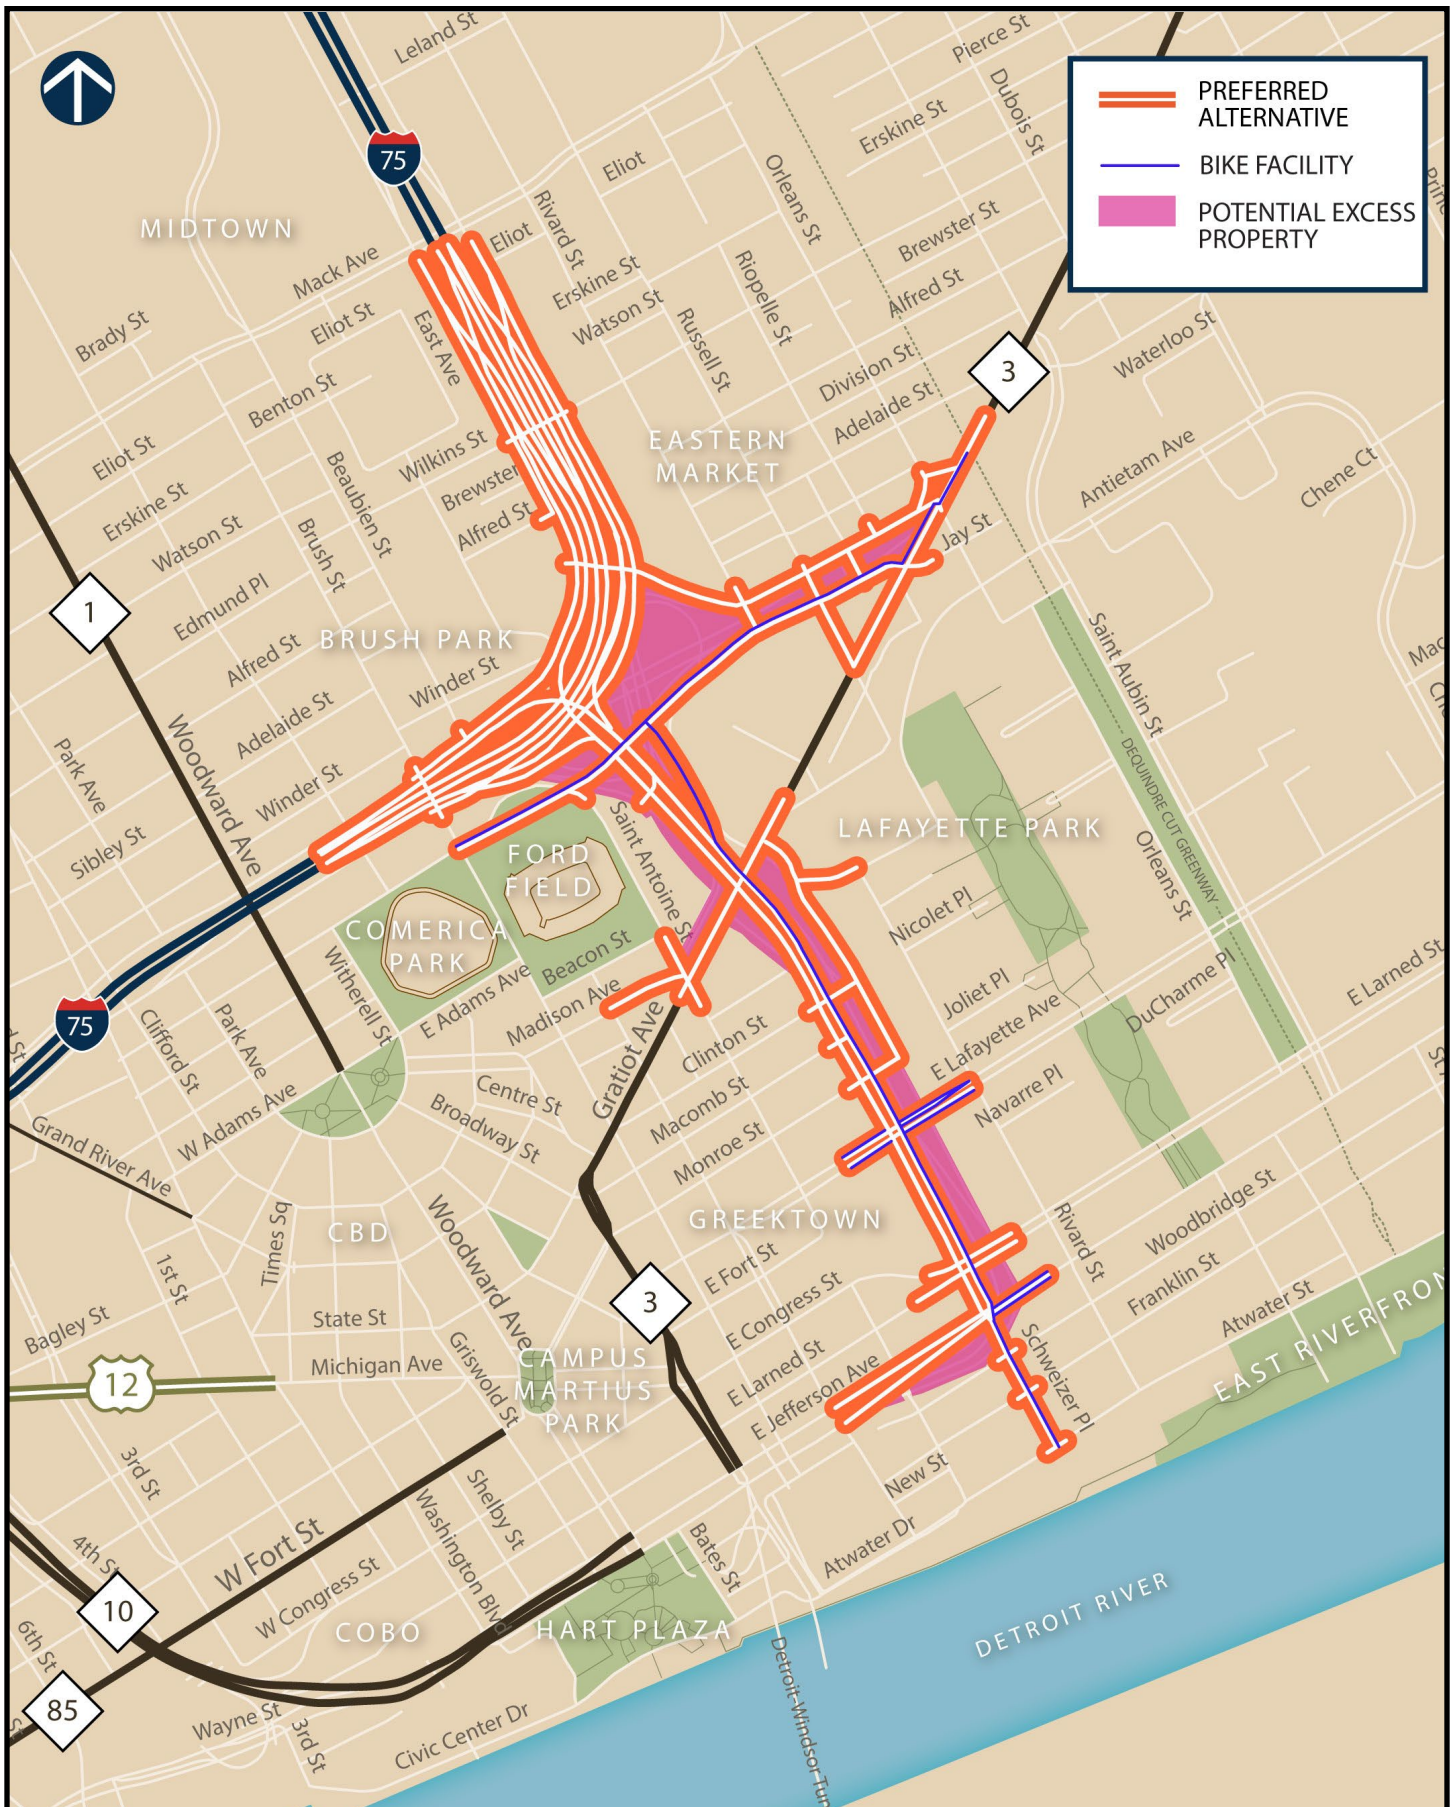 Leland St
Pierce St
PREFERRED
ALTERNATIVE
BIKE FACILITY
POTENTIAL EXCESS
PROPERTY
Dubois St
Erskine St
75
Eliot
Orleans St
MIDTOWN
Rivard St
Brewster St
Eliot
Mack Ave
Erskine St
Riopelle St
Alfred St
Watson St
Eliot St
Brady St
East Ave
Russell St
Waterloo St
Division St
3
Benton St
Adelaide St
EASTERN
MARKET
Wilkins St
Eliot St
Antietam Ave
Chene Ct
Brewster
Beaubien St
Erskine St
Alfred St
Jay St
Watson St
Brush St
1
Edmund Pl
BRUSH PARK
Saint Aubin St
Alfred St
Winder St
Adelaide St
Woodward Ave
Park Ave
Winder St
DEQUINDRE CUT GREENWAY
Sibley St
Saint Antoine St
LAFAYETTE PARK
FORD
FIELD
Orleans St
COMERICA
PARK
Nicolet Pl
Beacon St
Witherell St
E Adams Ave
Madison Ave
Joliet Pl
DuCharme Pl
E Larned St
75
Clifford St
Park Ave
Gratiot Ave
Clinton St
E Lafayette Ave
Centre St
Macomb St
Navarre Pl
W Adams Ave
Broadway St
Grand River Ave
Monroe St
GREEKTOWN
Woodbridge St
Rivard St
Times Sq
CBD
Woodward Ave
E Fort St
Franklin St
1st St
E Congress St
3
Atwater St
EAST RIVERFRON
Bagley St
State St
Griswold St
Michigan Ave
CAMPUS
MARTIUS
PARK
E Larned St
E Jefferson Ave
Schweizer Pl
12
3rd St
New St
Shelby St
Washington Blvd
W Fort St
4th St
Bates St
Atwater Dr
W Congress St
10
COBO
HART PLAZA
DETROIT RIVER
6th St
85
Wayne St
3rd St
Civic Center Dr
Detroit-Windsor Tun